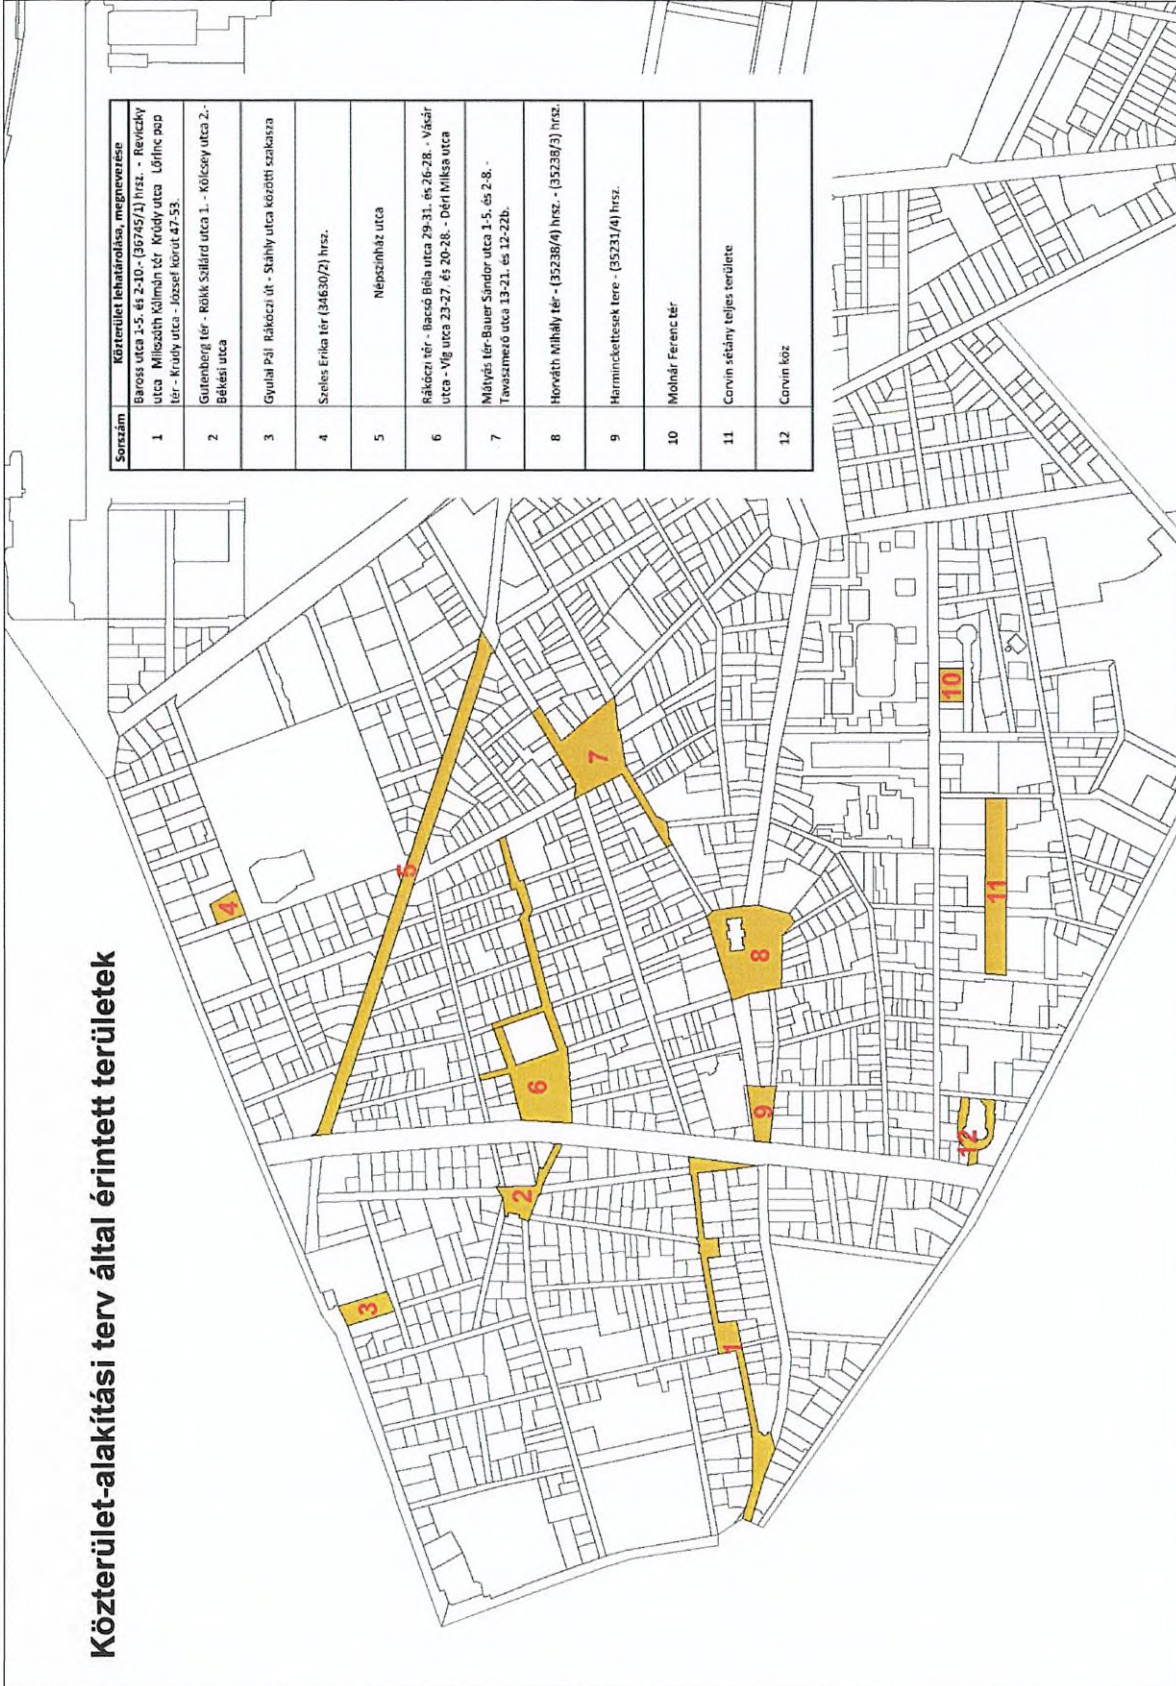 Közterület-alakítási terv által érintett területek
Sorszám Közterület lehatárolása, megnevezése
1 Baross utca 1-5. és 2-10.- (36745/1) hrsz. - Reviczky
utca Mikszáth Kálmán tér Krúdy utca Lőrinc pap
tér - Krúdy utca - József körút 47-53.
2 Gutenberg tér - Rökk Szilárd utca 1. - Kölcsey utca 2.-
Békési utca
3 Gyulai Pál Rákóczi út - Stáhly utca közötti szakasza
4 Szeles Erika tér (34630/2) hrsz.
5 Népszínház utca
6 Rákóczi tér - Bacsó Béla utca 29-31. és 26-28. - Vásár
utca - Víg utca 23-27. és 20-28. - Déri Miksa utca
7 Mátyás tér-Bauer Sándor utca 1-5. és 2-8. -
Tavaszmező utca 13-21. és 12-22b.
8 Horváth Mihály tér - (35238/4) hrsz. - (35238/3) hrsz.
9 Harminckettesek tere - (35231/4) hrsz.
10 Molnár Ferenc tér
11 Corvin sétány teljes területe
12 Corvin köz
1
2
3
4
5
6
7
8
9
10
11
12